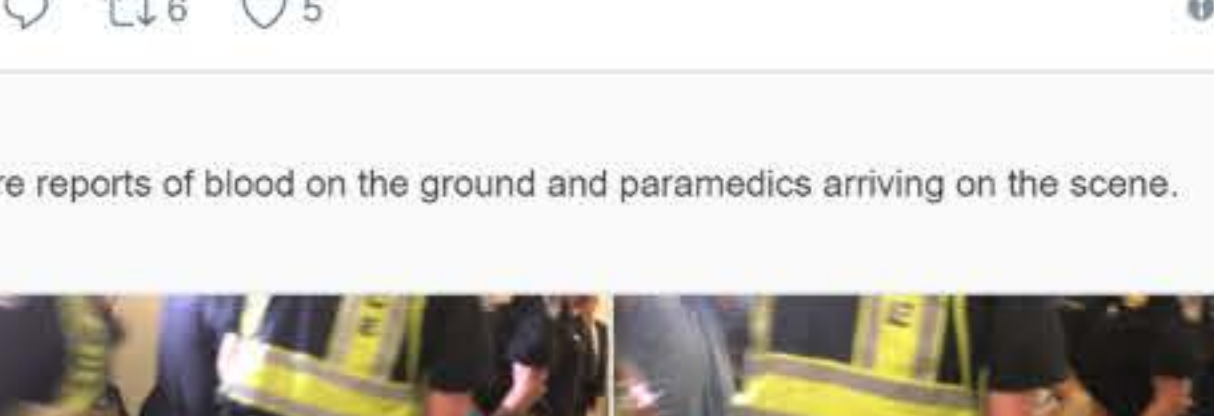 6 5
re reports of blood on the ground and paramedics arriving on the scene.